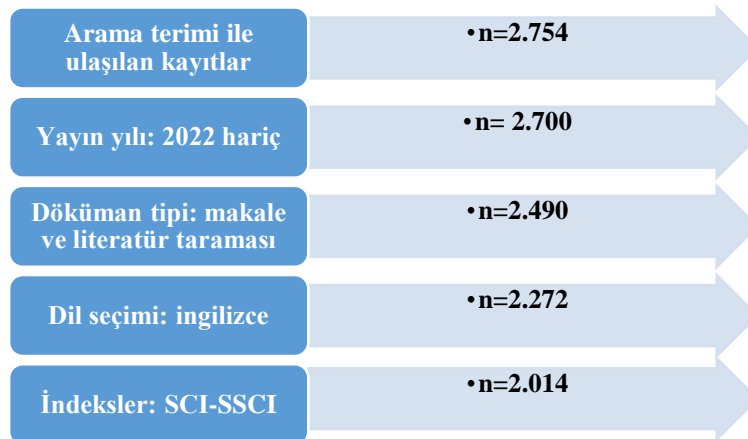 Arama terimi ile
ulaşılan kayıtlar
•n=2.754
Yayın yılı: 2022 hariç
•n= 2.700
Döküman tipi: makale
ve literatür taraması
•n=2.490
Dil seçimi: ingilizce
•n=2.272
İndeksler: SCI-SSCI
•n=2.014